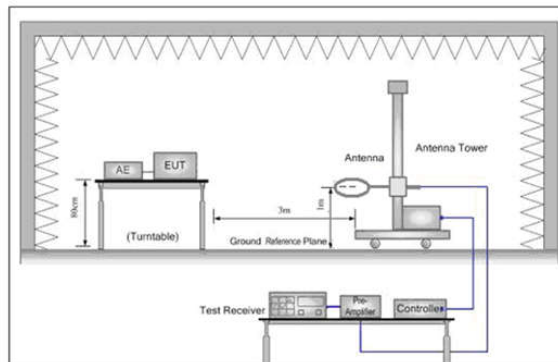 Antenna Tower
Antenna
AE
EUT
80cm
(Turntable)
3m
1m
Ground Reference Plane
Test Receiver
Pre-
Amplifier
Controller